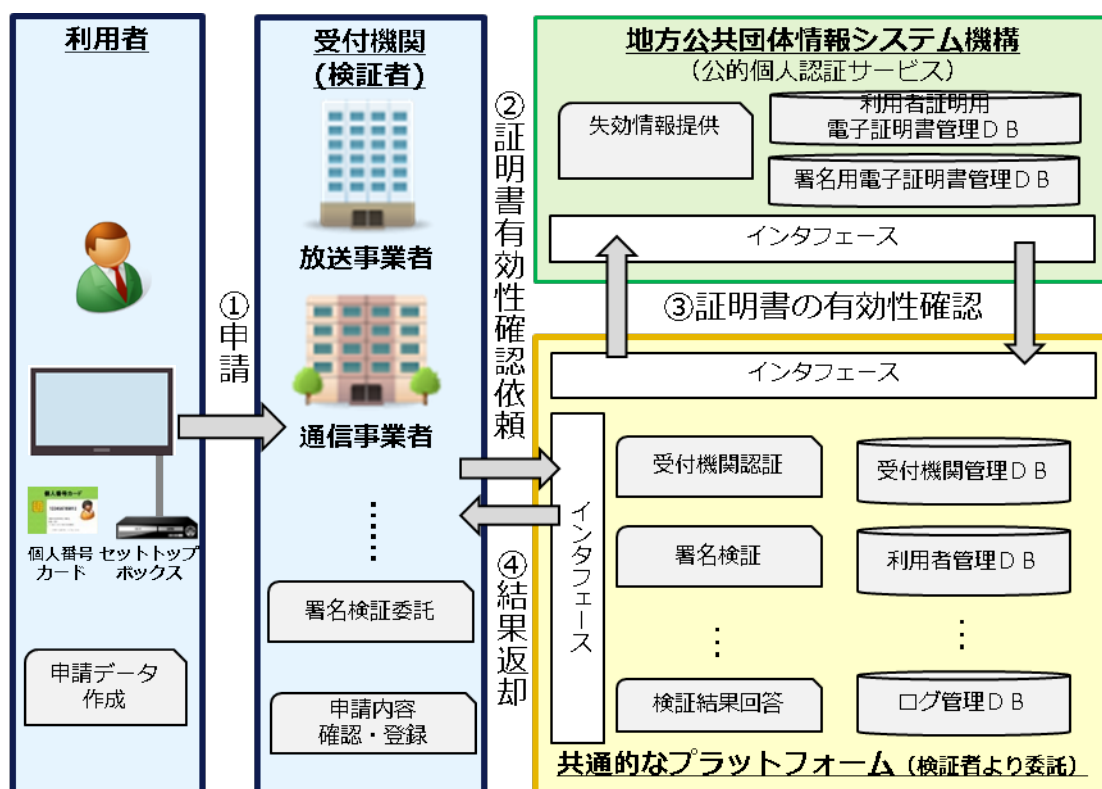 利用者
個人番号カード
個人番号
カード
セットトップ
ボックス
申請データ
作成
①申請
受付機関
(検証者)
放送事業者
通信事業者
署名検証委託
申請内容
確認・登録
②証明書有効性確認依頼
④結果返却
地方公共団体情報システム機構
(公的個人認証サービス)
失効情報提供
利用者証明用
電子証明書管理DB
署名用電子証明書管理DB
インタフェース
③証明書の有効性確認
インタフェース
インタフェース
受付機関認証
受付機関管理DB
署名検証
利用者管理DB
検証結果回答
ログ管理DB
共通的なプラットフォーム(検証者より委託)